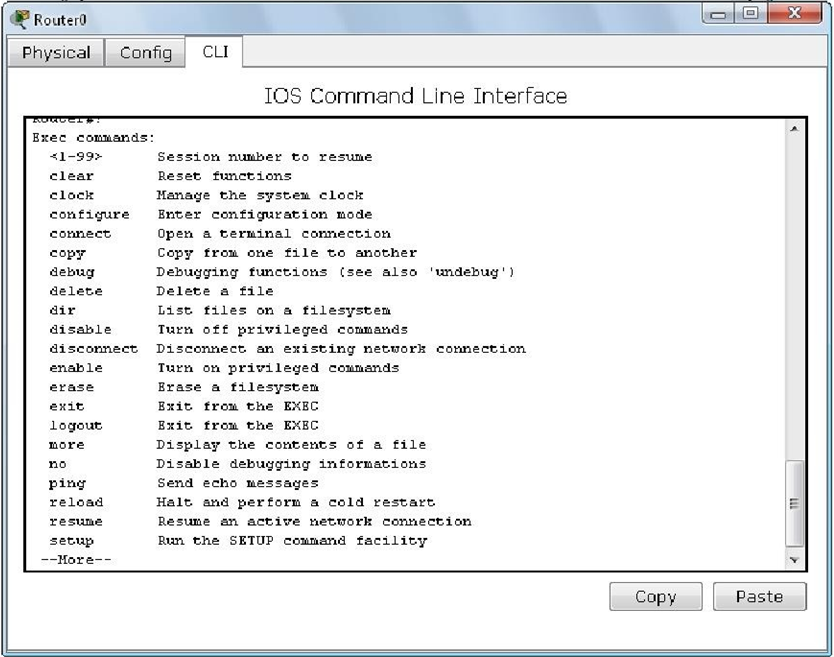 Router0
Physical Config CLI
IOS Command Line Interface
Exec commands:
<1-99> Session number to resume
clear Reset functions
clock Manage the system clock
configure Enter configuration mode
connect Open a terminal connection
copy Copy from one file to another
debug Debugging functions (see also 'undebug')
delete Delete a file
dir List files on a filesystem
disable Turn off privileged commands
disconnect Disconnect an existing network connection
enable Turn on privileged commands
erase Erase a filesystem
exit Exit from the EXEC
logout Exit from the EXEC
more Display the contents of a file
no Disable debugging informations
ping Send echo messages
reload Halt and perform a cold restart
resume Resume an active network connection
setup Run the SETUP command facility
--More--
Copy Paste